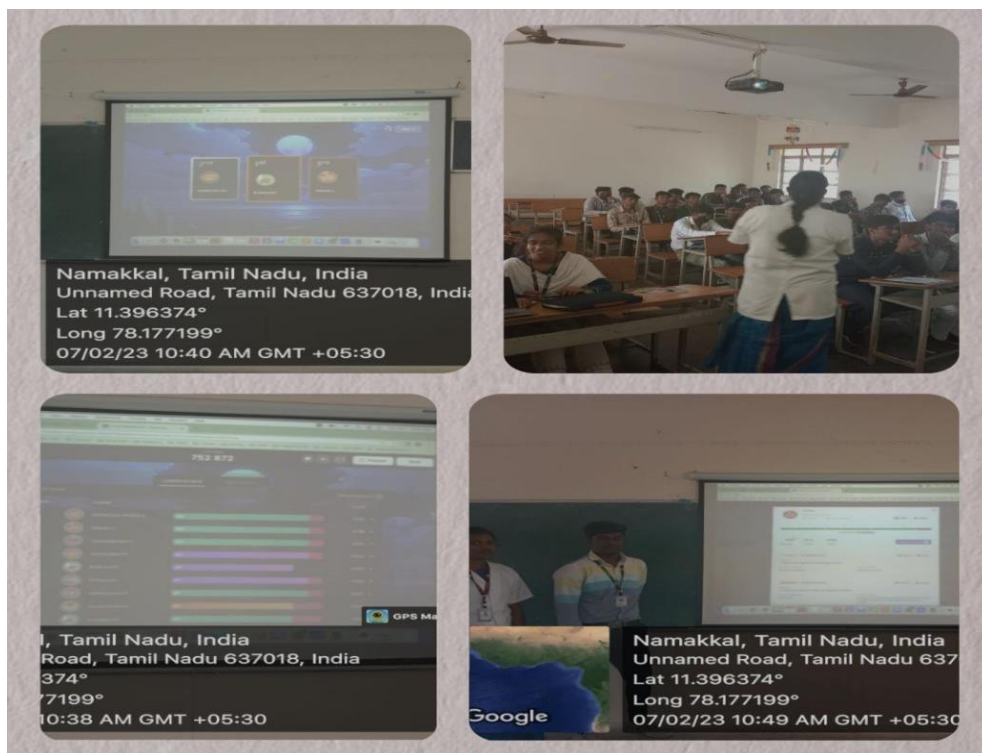 Namakkal, Tamil Nadu, India
Unnamed Road, Tamil Nadu 637018, Indi
Lat 11.396374°
Long 78.177199°
07/02/23 10:40 AM GMT +05:30
752 872
GPS Ma
l, Tamil Nadu, India
Road, Tamil Nadu 637018, India
374°
77199°
10:38 AM GMT +05:30
Google
Namakkal, Tamil Nadu, India
Unnamed Road, Tamil Nadu 637
Lat 11.396374°
Long 78.177199°
07/02/23 10:49 AM GMT +05:30